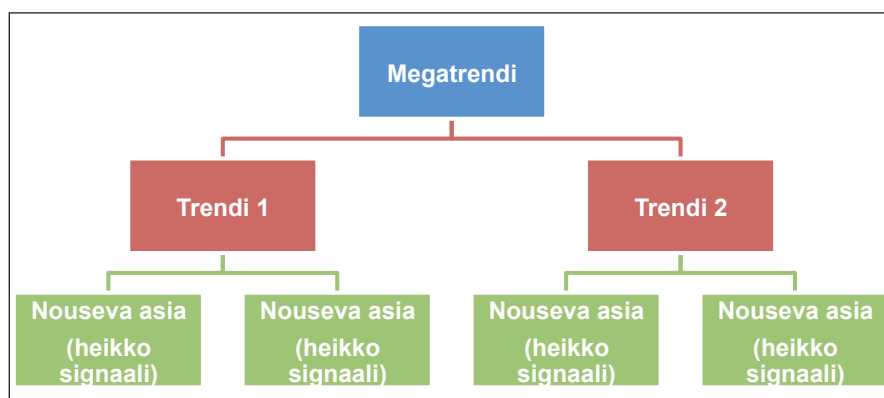 Megatrendi
Trendi 1
Trendi 2
Nouseva asia
(heikko
signaali)
Nouseva asia
(heikko
signaali)
Nouseva asia
(heikko
signaali)
Nouseva asia
(heikko
signaali)